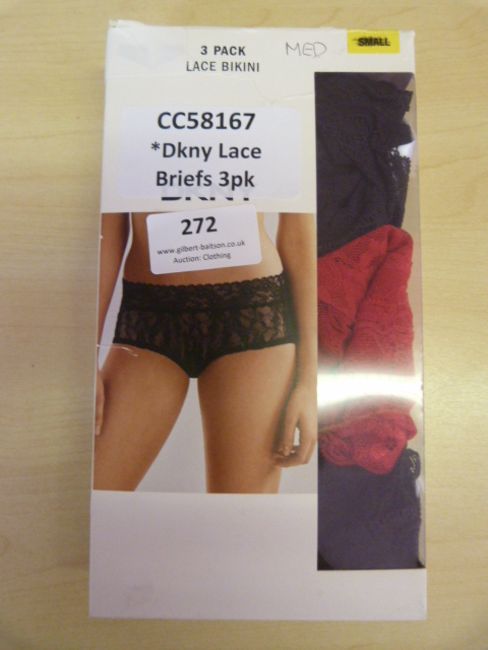 3 PACK
LACE BIKINI
MED
SMALL
CC58167
*Dkny Lace
Briefs 3pk
272
www.gilbert-baitson.co.uk
Auction: Clothing